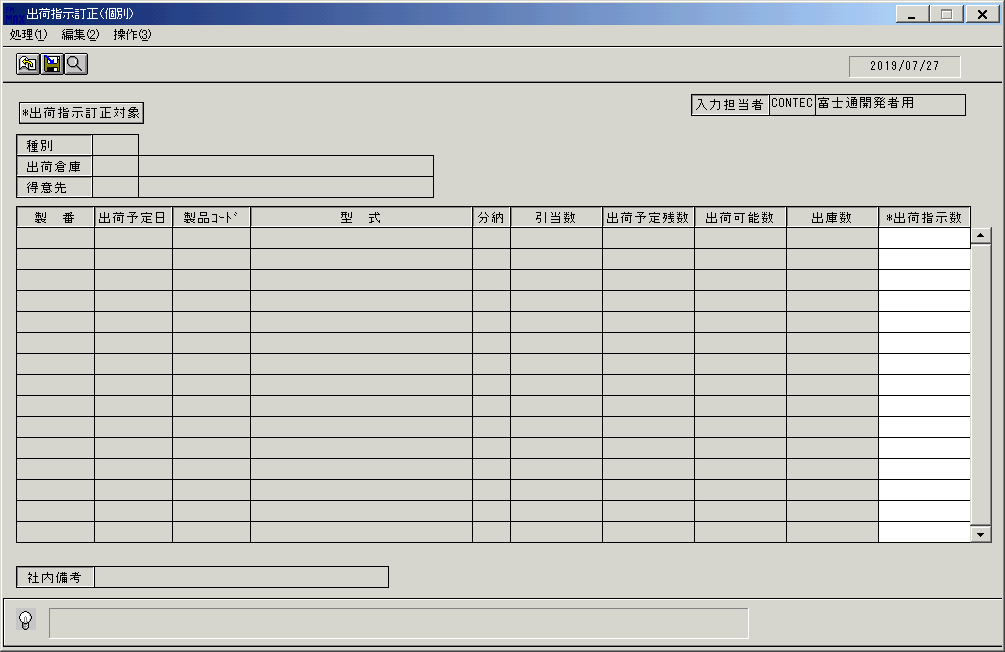 出荷指示訂正(個別)
処理(1) 編集(2) 操作(3)
2019/07/27
*出荷指示訂正対象
入力担当者 CONTEC 富士通開発者用
種別
出荷倉庫
得意先
製 番 出荷予定日 製品ｺｰﾄﾞ 型 式 分納 引当数 出荷予定残数 出荷可能数 出庫数 *出荷指示数
社内備考